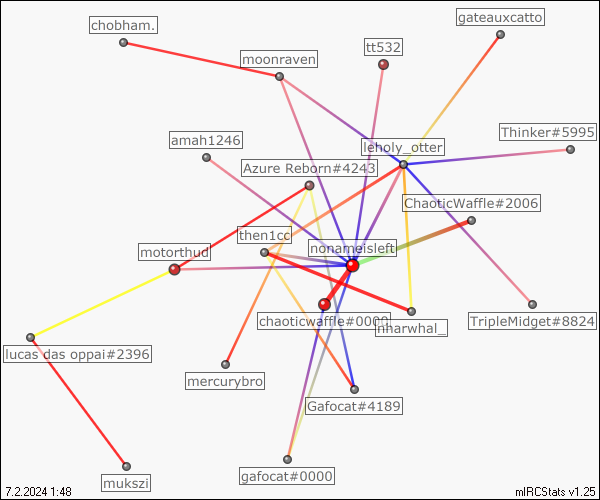 gateauxcatto
chobham.
tt532
moonraven
Thinker#5995
amah1246
leholy_otter
Azure Reborn#4243
ChaoticWaffle#2006
then1cc
nonameisleft
motorthud
chaoticwaffle#0000
nharwhal_
TripleMidget#8824
lucas das oppai#2396
mercurybro
Gafocat#4189
gafocat#0000
mukszi
7.2.2024 1:48
mIRCStats v1.25